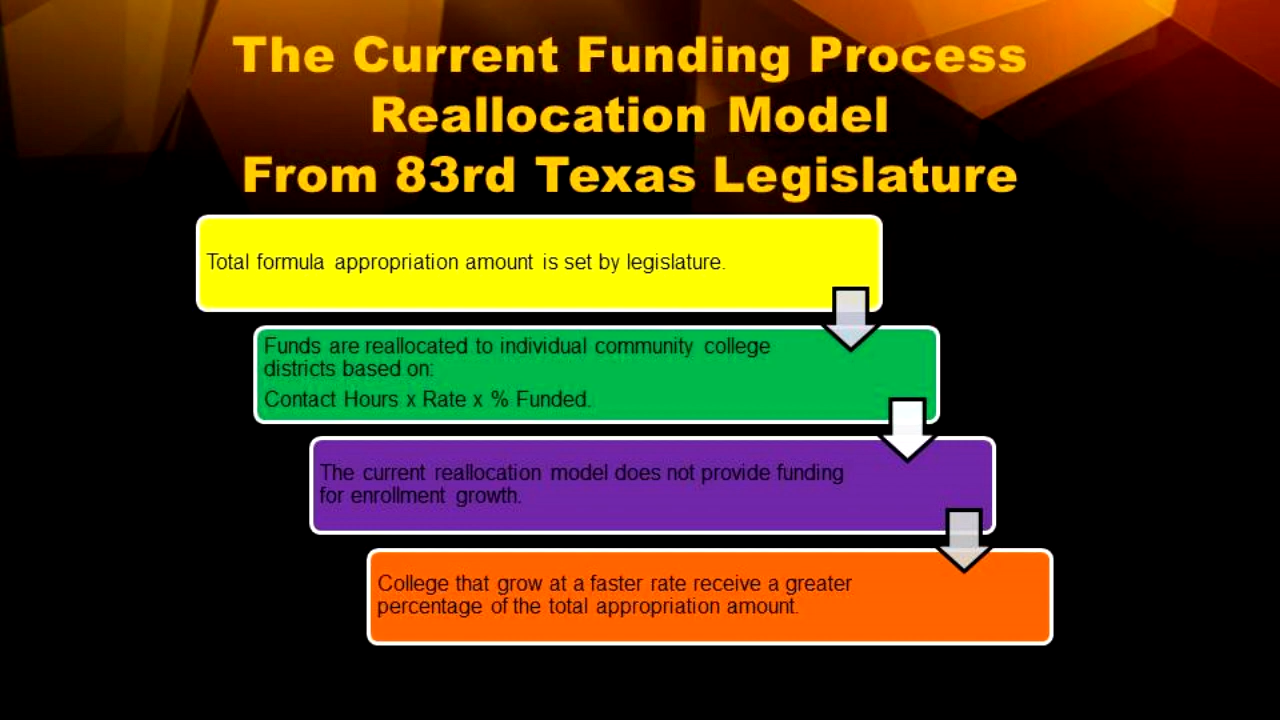 The Current Funding Process
Reallocation Model
From 83rd Texas Legislature
Total formula appropriation amount is set by legislature.
Funds are reallocated to individual community college
districts based on:
Contact Hours x Rate x % Funded.
The current reallocation model does not provide funding
for enrollment growth.
College that grow at a faster rate receive a greater
percentage of the total appropriation amount.